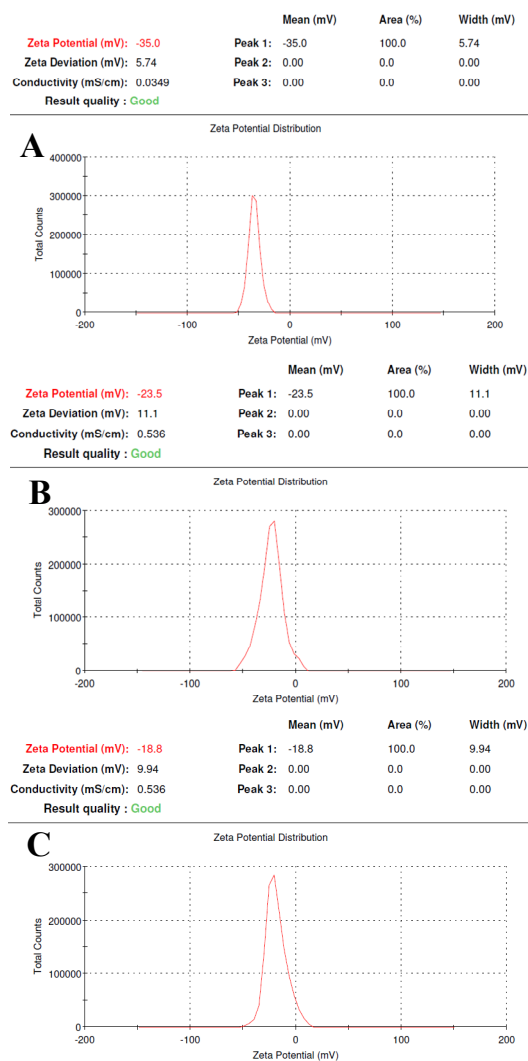 Mean (mV) Area (%) Width (mV)
Zeta Potential (mV): -35.0 Peak 1: -35.0 100.0 5.74
Zeta Deviation (mV): 5.74 Peak 2: 0.00 0.0 0.00
Conductivity (mS/cm): 0.0349 Peak 3: 0.00 0.0 0.00
Result quality : Good
Zeta Potential Distribution
A
400000
300000
200000
100000
0
Total Counts
-200 -100 0 100 200
Zeta Potential (mV)
Mean (mV) Area (%) Width (mV)
Zeta Potential (mV): -23.5 Peak 1: -23.5 100.0 11.1
Zeta Deviation (mV): 11.1 Peak 2: 0.00 0.0 0.00
Conductivity (mS/cm): 0.536 Peak 3: 0.00 0.0 0.00
Result quality : Good
Zeta Potential Distribution
B
300000
200000
100000
0
Total Counts
-200 -100 0 100 200
Zeta Potential (mV)
Mean (mV) Area (%) Width (mV)
Zeta Potential (mV): -18.8 Peak 1: -18.8 100.0 9.94
Zeta Deviation (mV): 9.94 Peak 2: 0.00 0.0 0.00
Conductivity (mS/cm): 0.536 Peak 3: 0.00 0.0 0.00
Result quality : Good
Zeta Potential Distribution
C
300000
200000
100000
0
Total Counts
-200 -100 0 100 200
Zeta Potential (mV)